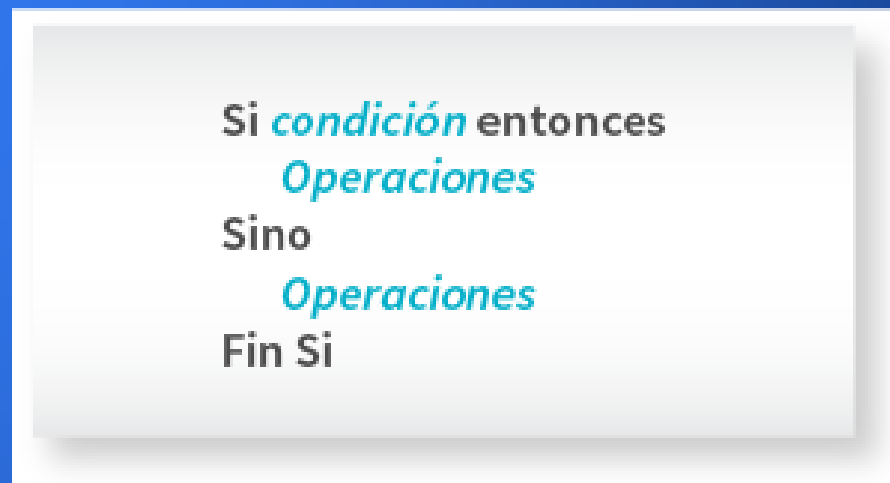 Si condición entonces
Operaciones
Sino
Operaciones
Fin Si